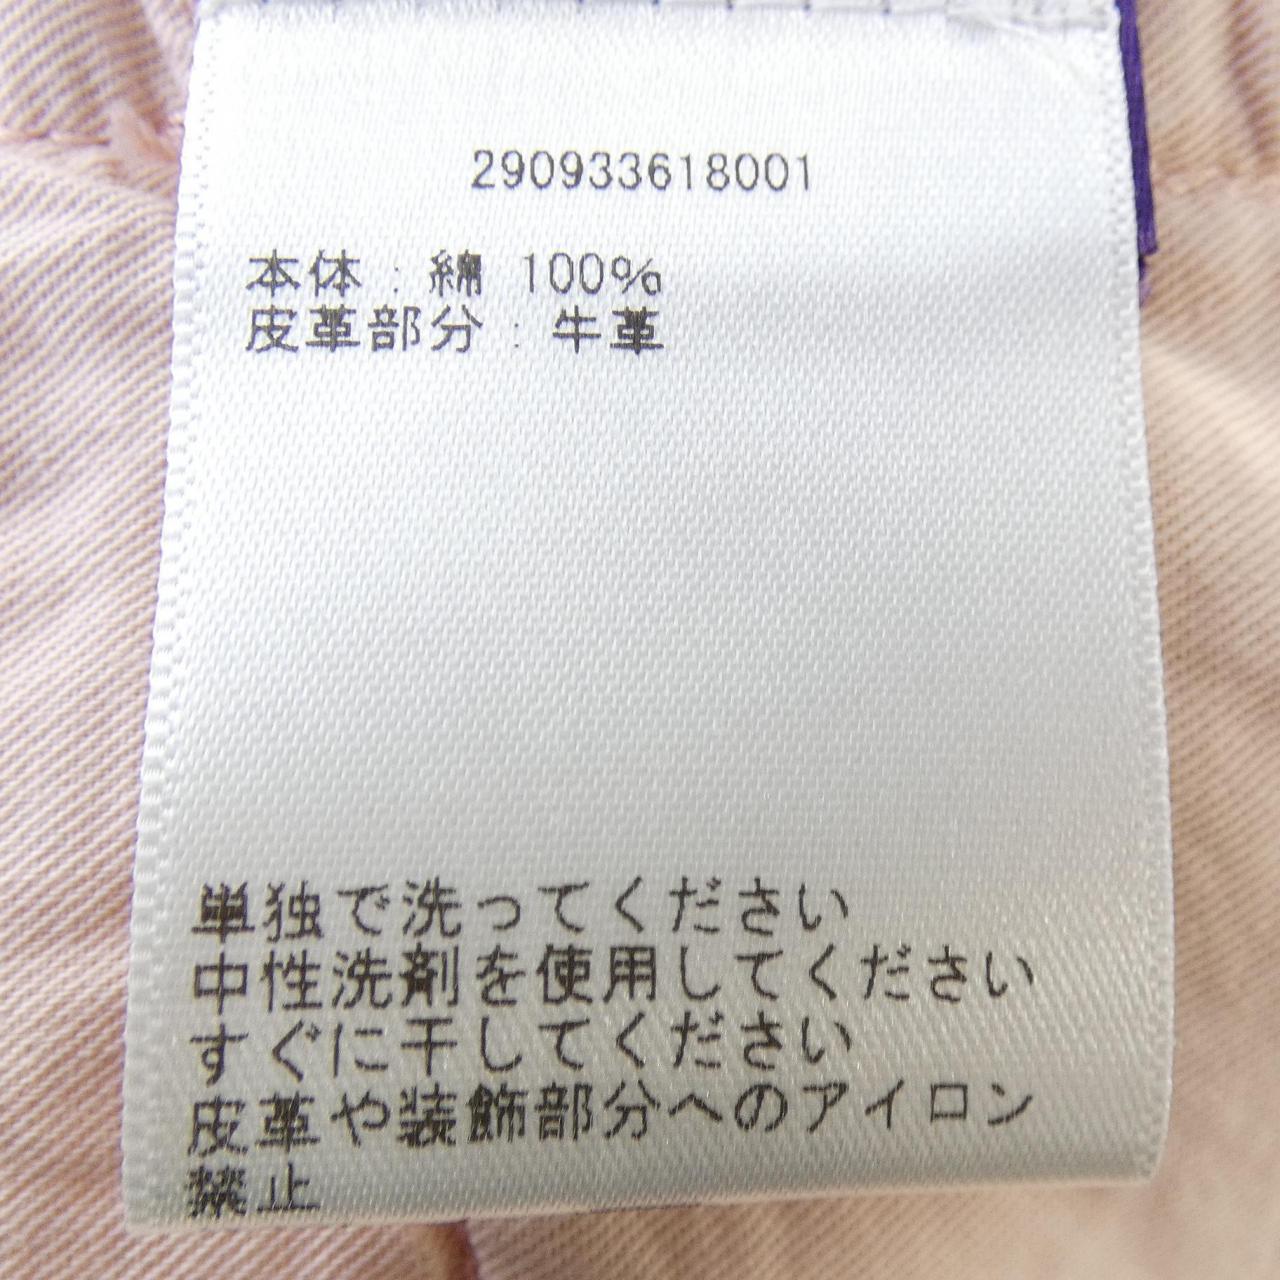 290933618001
本体 : 綿 100%
皮革部分 : 牛革
単独で洗ってください
中性洗剤を使用してください
すぐに干してください
皮革や装飾部分へのアイロン
禁止